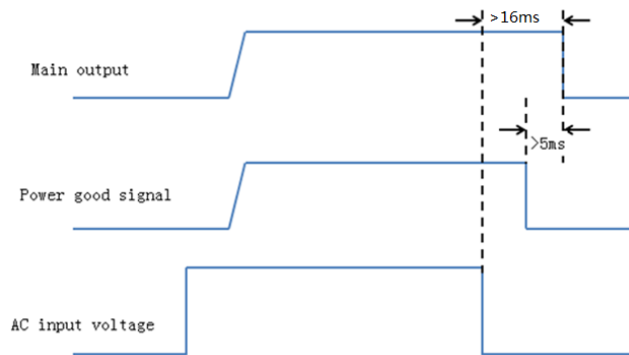 >16ms
Main output
>5ms
Power good signal
AC input voltage